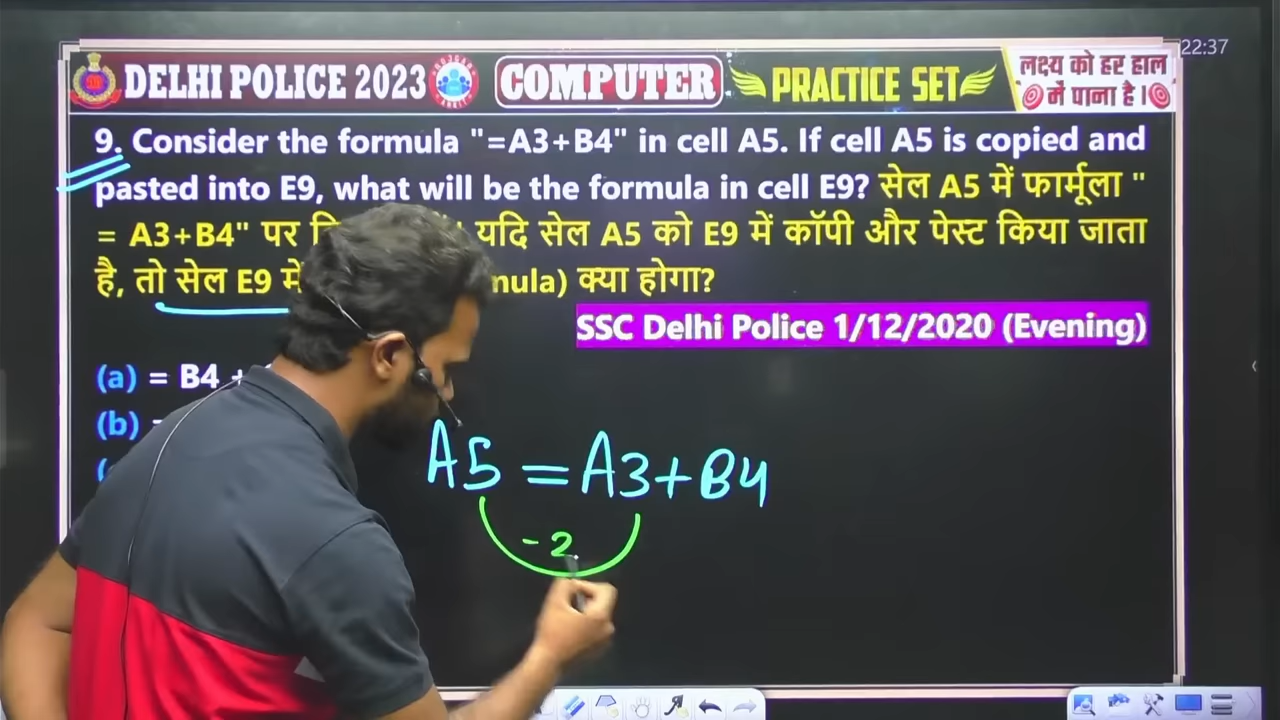 22:37
DELHI POLICE 2023 COMPUTER PRACTICE SET
लक्ष्य को हर हाल
में पाना है।
9. Consider the formula "=A3+B4" in cell A5. If cell A5 is copied and
pasted into E9, what will be the formula in cell E9? सेल A5 में फार्मूला "
= A3+B4" पर यदि सेल A5 को E9 में कॉपी और पेस्ट किया जाता
है, तो सेल E9 में क्या होगा?
SSC Delhi Police 1/12/2020 (Evening)
(a) = B4 +
(b)
A5 = A3+B4
-2